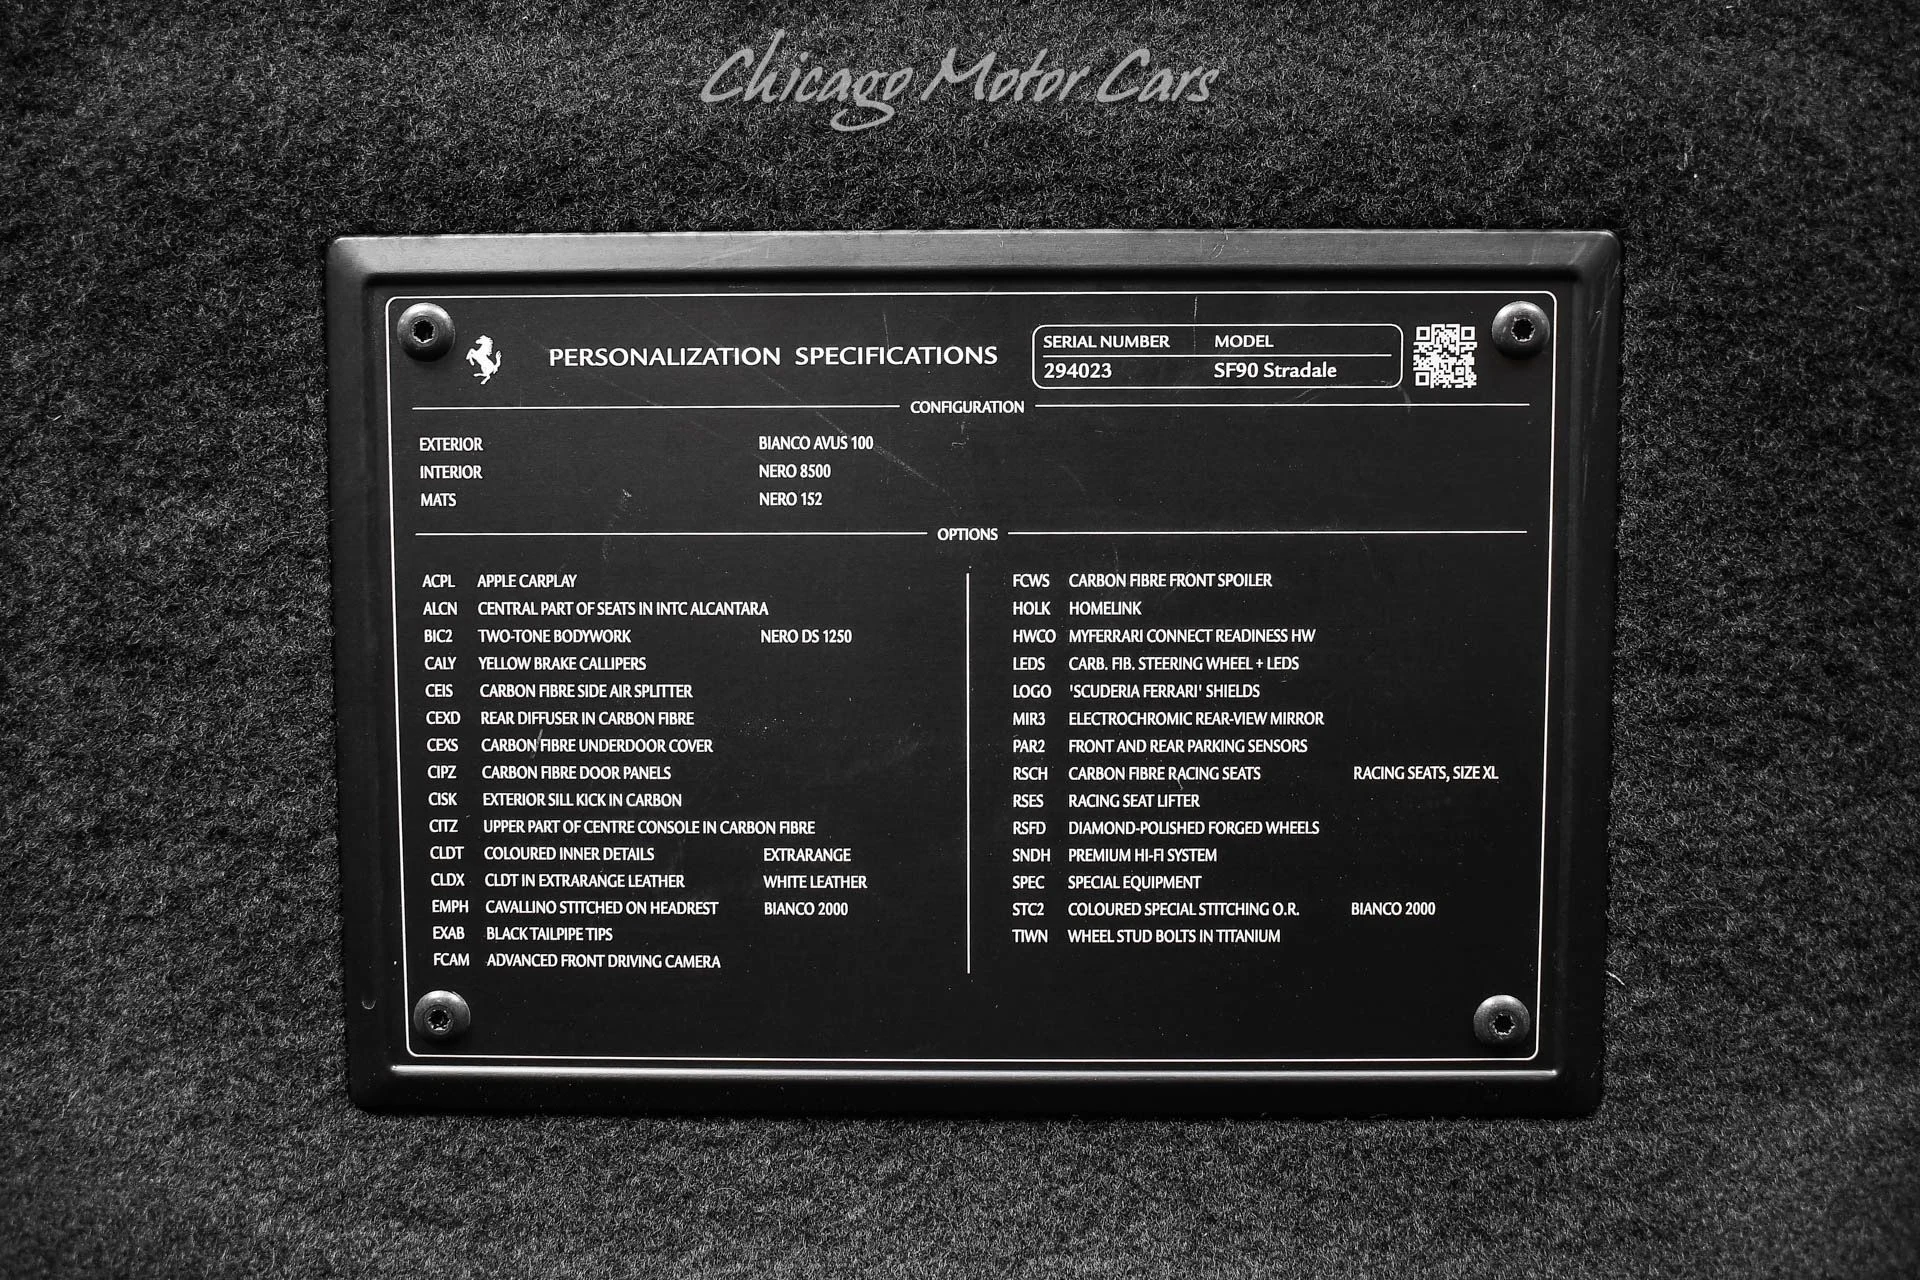 Chicago Motor Cars
PERSONALIZATION SPECIFICATIONS
SERIAL NUMBER MODEL
294023 SF90 Stradale
CONFIGURATION
EXTERIOR BIANCO AVUS 100
INTERIOR NERO 8500
MATS NERO 152
OPTIONS
ACPL APPLE CARPLAY
ALCN CENTRAL PART OF SEATS IN INTC ALCANTARA
BIC2 TWO-TONE BODYWORK NERO DS 1250
CALY YELLOW BRAKE CALLIPERS
CEIS CARBON FIBRE SIDE AIR SPLITTER
CEXD REAR DIFFUSER IN CARBON FIBRE
CEXS CARBON FIBRE UNDERDOOR COVER
CIPZ CARBON FIBRE DOOR PANELS
CISK EXTERIOR SILL KICK IN CARBON
CITZ UPPER PART OF CENTRE CONSOLE IN CARBON FIBRE
CLDT COLOURED INNER DETAILS EXTRARANGE
CLDX CLDT IN EXTRARANGE LEATHER WHITE LEATHER
EMPH CAVALLINO STITCHED ON HEADREST BIANCO 2000
EXAB BLACK TAILPIPE TIPS
FCAM ADVANCED FRONT DRIVING CAMERA
FCWS CARBON FIBRE FRONT SPOILER
HOLK HOMELINK
HWCO MYFERRARI CONNECT READINESS HW
LEDS CARB. FIB. STEERING WHEEL + LEDS
LOGO 'SCUDERIA FERRARI' SHIELDS
MIR3 ELECTROCHROMIC REAR-VIEW MIRROR
PAR2 FRONT AND REAR PARKING SENSORS
RSCH CARBON FIBRE RACING SEATS RACING SEATS, SIZE XL
RSES RACING SEAT LIFTER
RSFD DIAMOND-POLISHED FORGED WHEELS
SNDH PREMIUM HI-FI SYSTEM
SPEC SPECIAL EQUIPMENT
STC2 COLOURED SPECIAL STITCHING O.R. BIANCO 2000
TIWN WHEEL STUD BOLTS IN TITANIUM